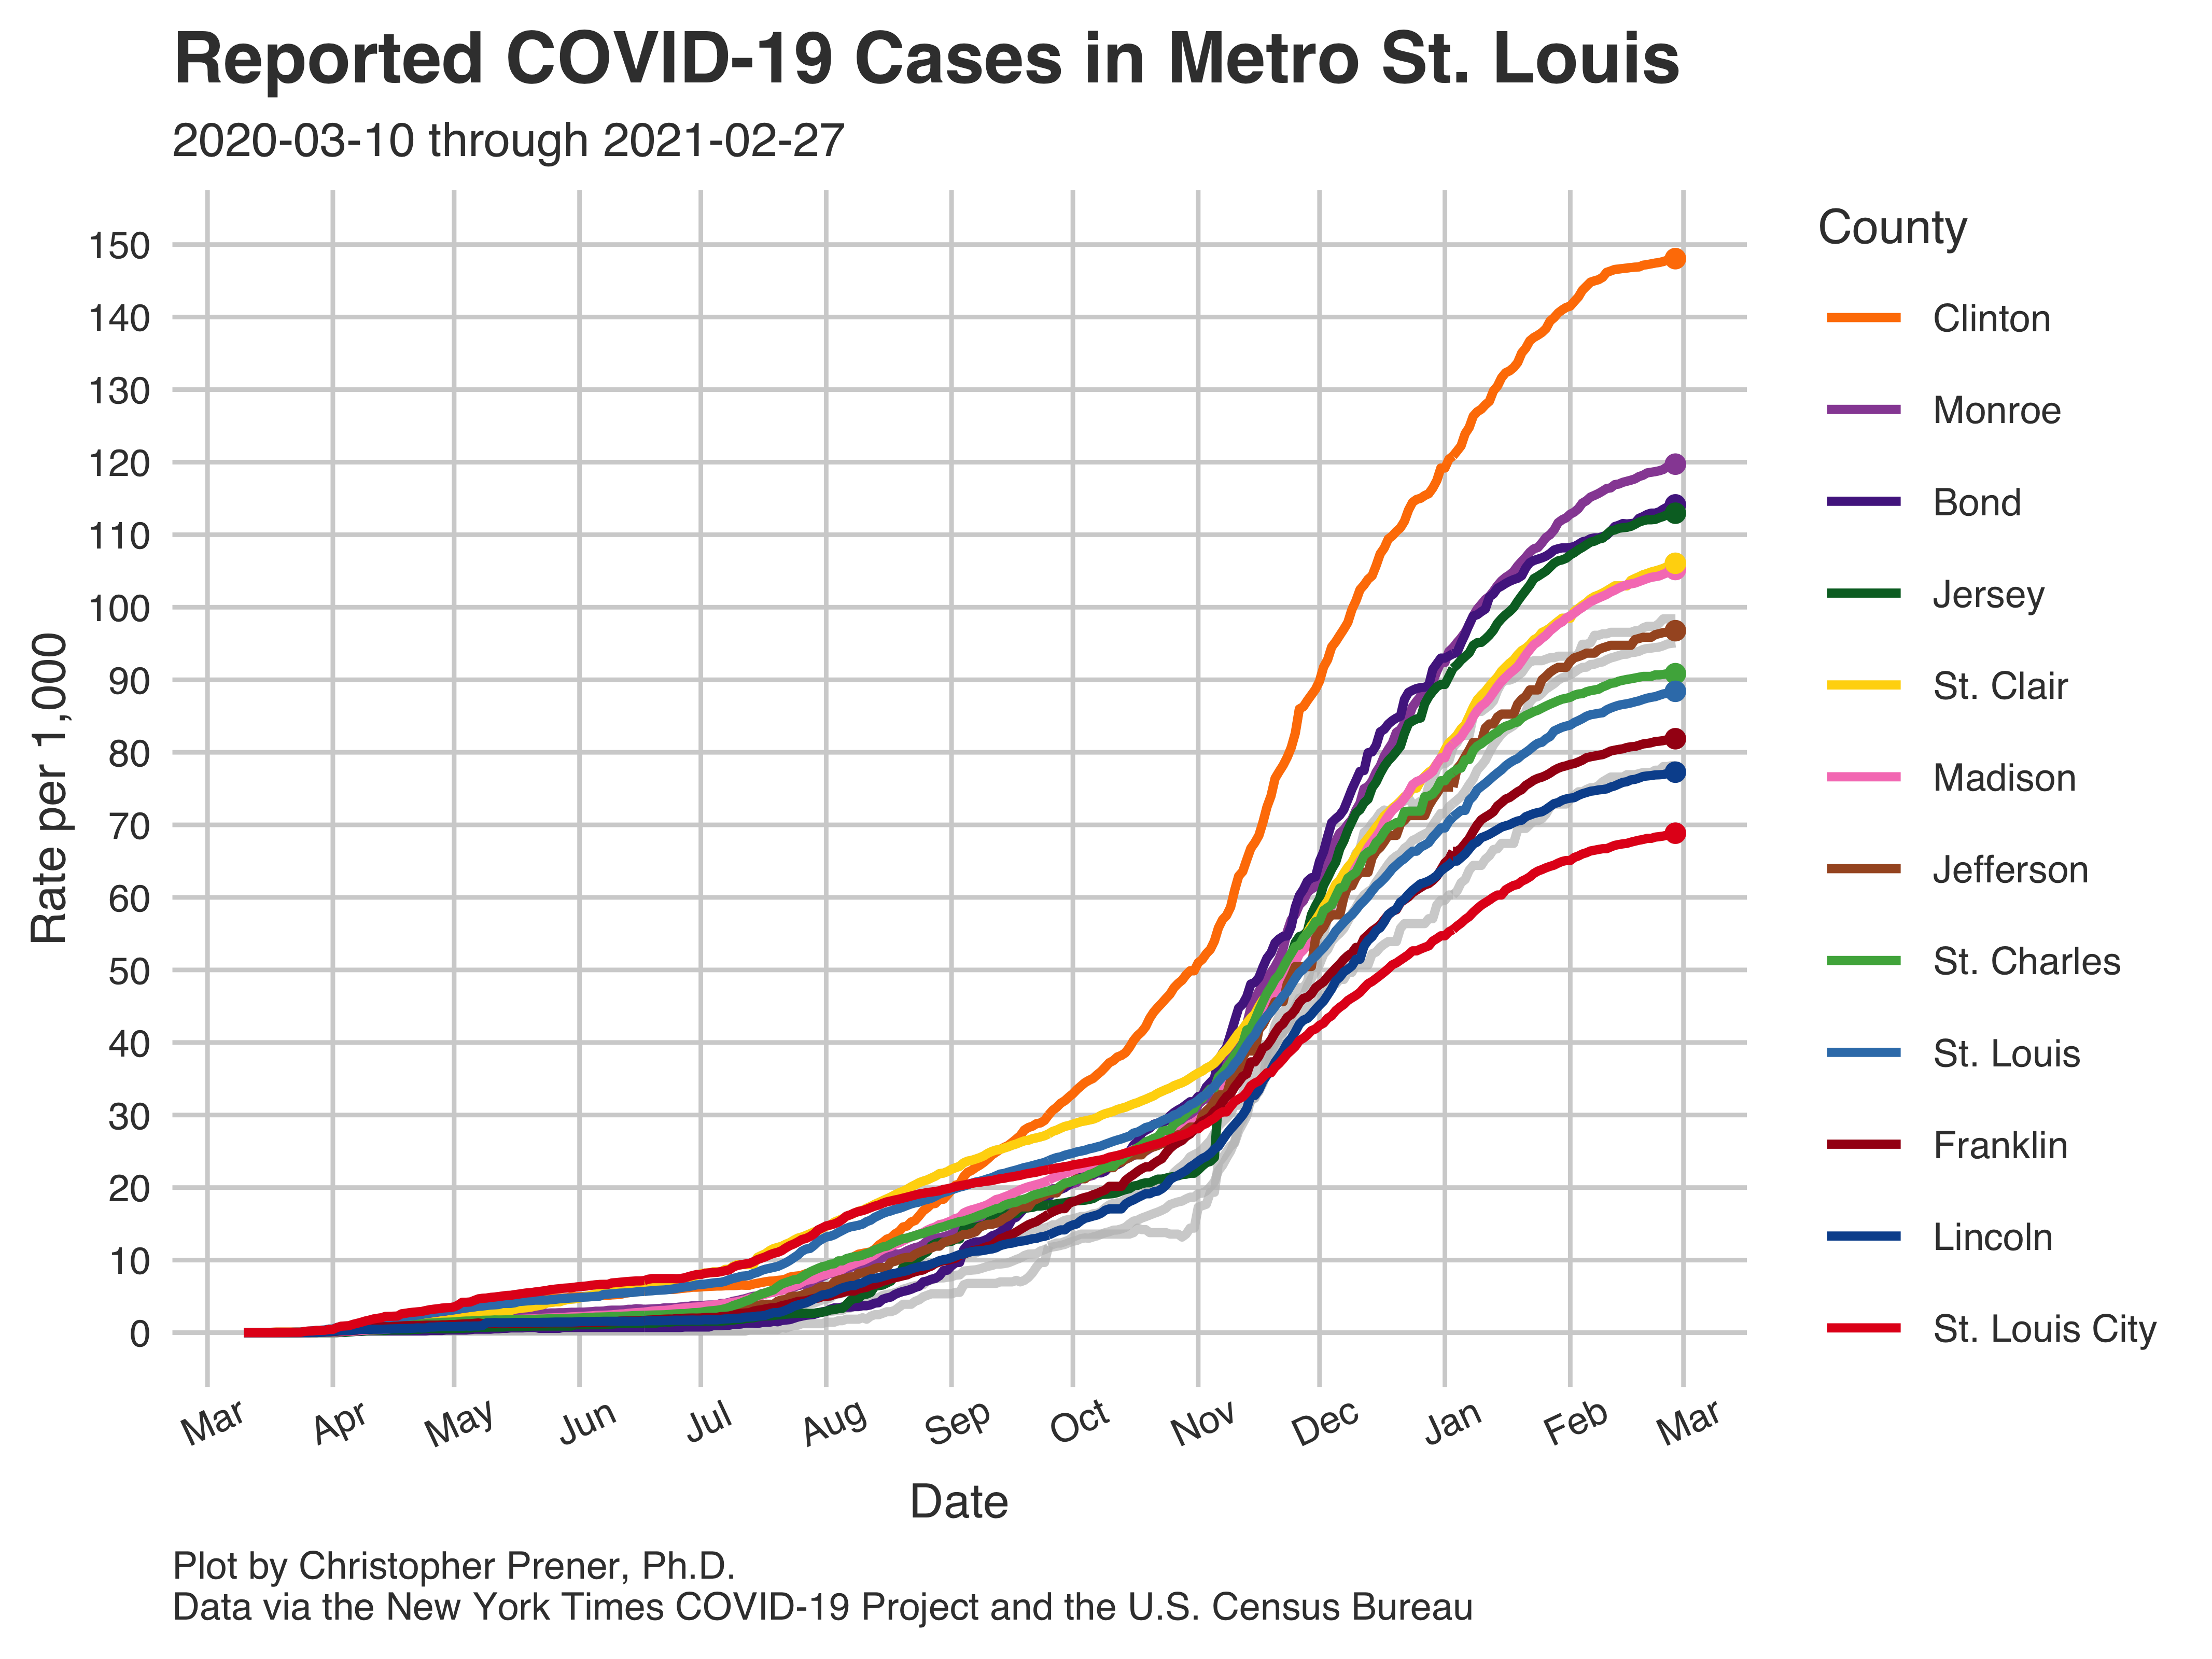 Reported COVID-19 Cases in Metro St. Louis
2020-03-10 through 2021-02-27
County
Clinton
Monroe
Bond
Jersey
St. Clair
Madison
Jefferson
St. Charles
St. Louis
Franklin
Lincoln
St. Louis City
Rate per 1,000
150
140
130
120
110
100
90
80
70
60
50
40
30
20
10
0
Mar Apr May Jun Jul Aug Sep Oct Nov Dec Jan Feb Mar
Date
Plot by Christopher Prener, Ph.D.
Data via the New York Times COVID-19 Project and the U.S. Census Bureau